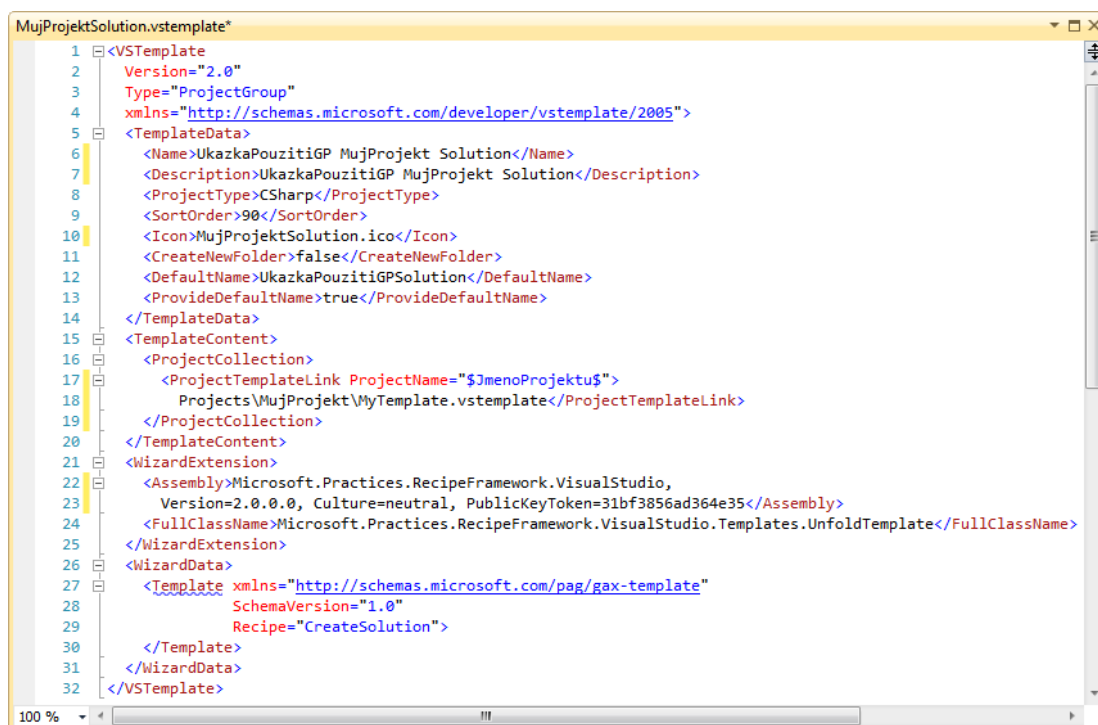 MujProjektSolution.vstemplate*
1 <VSTemplate
2 Version="2.0"
3 Type="ProjectGroup"
4 xmlns="http://schemas.microsoft.com/developer/vstemplate/2005">
5 <TemplateData>
6 <Name>UkazkaPouzitiGP MujProjekt Solution</Name>
7 <Description>UkazkaPouzitiGP MujProjekt Solution</Description>
8 <ProjectType>CSharp</ProjectType>
9 <SortOrder>90</SortOrder>
10 <Icon>MujProjektSolution.ico</Icon>
11 <CreateNewFolder>false</CreateNewFolder>
12 <DefaultName>UkazkaPouzitiGPSolution</DefaultName>
13 <ProvideDefaultName>true</ProvideDefaultName>
14 </TemplateData>
15 <TemplateContent>
16 <ProjectCollection>
17 <ProjectTemplateLink ProjectName="$JmenoProjektu$">
18 Projects\MujProjekt\MyTemplate.vstemplate</ProjectTemplateLink>
19 </ProjectCollection>
20 </TemplateContent>
21 <WizardExtension>
22 <Assembly>Microsoft.Practices.RecipeFramework.VisualStudio,
23 Version=2.0.0.0, Culture=neutral, PublicKeyToken=31bf3856ad364e35</Assembly>
24 <FullClassName>Microsoft.Practices.RecipeFramework.VisualStudio.Templates.UnfoldTemplate</FullClassName>
25 </WizardExtension>
26 <WizardData>
27 <Template xmlns="http://schemas.microsoft.com/pag/gax-template"
28 SchemaVersion="1.0"
29 Recipe="CreateSolution">
30 </Template>
31 </WizardData>
32 </VSTemplate>
100 %